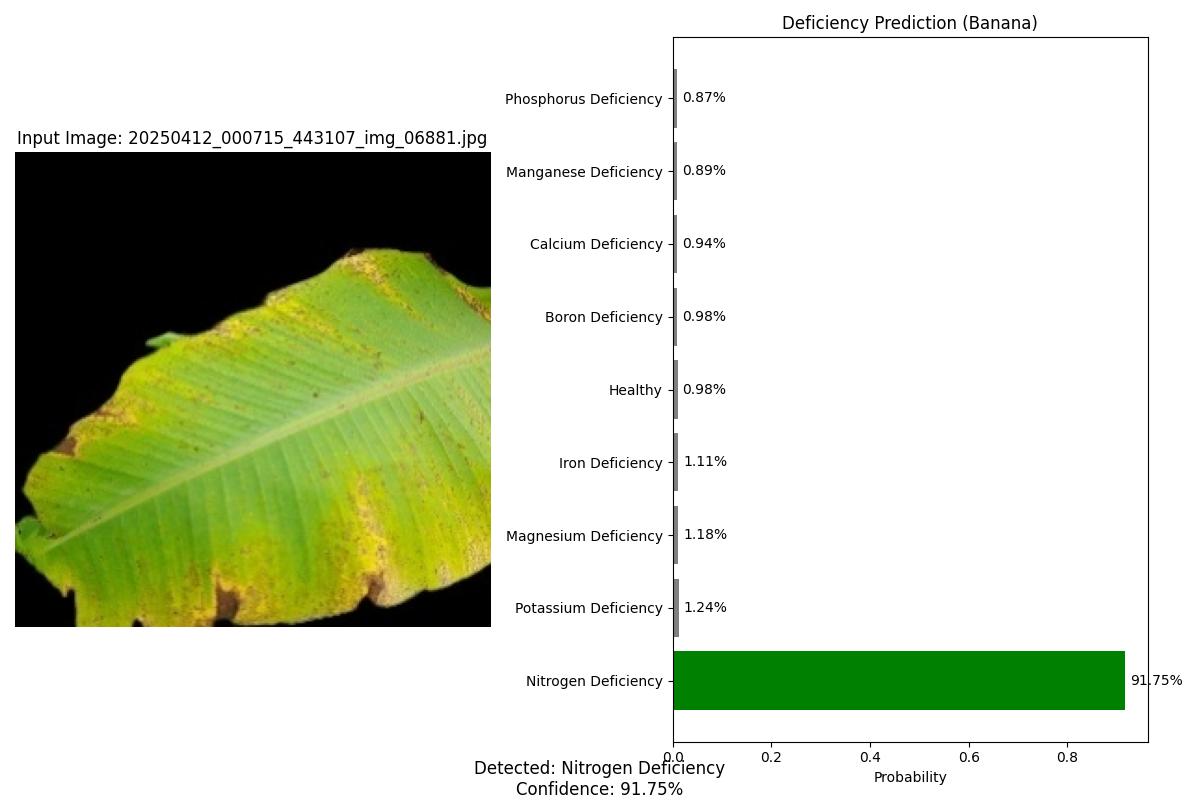 Deficiency Prediction (Banana)
Input Image: 20250412_000715_443107_img_06881.jpg
Phosphorus Deficiency 0.87%
Manganese Deficiency 0.89%
Calcium Deficiency 0.94%
Boron Deficiency 0.98%
Healthy 0.98%
Iron Deficiency 1.11%
Magnesium Deficiency 1.18%
Potassium Deficiency 1.24%
Nitrogen Deficiency 91.75%
0.0 0.2 0.4 0.6 0.8
Probability
Detected: Nitrogen Deficiency
Confidence: 91.75%